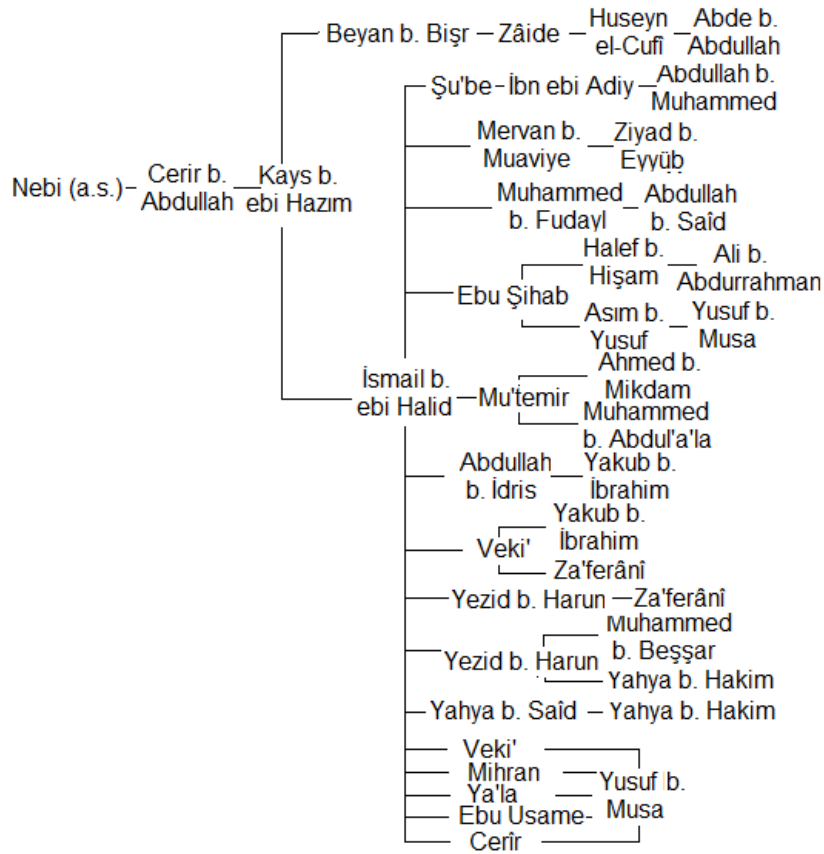 Beyan b. Bişr
Zâide
Huseyn
el-Cufî
Abde b.
Abdullah
Şu'be
İbn ebi Adiy
Abdullah b.
Muhammed
Mervan b.
Muaviye
Ziyad b.
Eyyüb
Nebi (a.s.)
Cerir b.
Abdullah
Kays b.
ebi Hazım
Muhammed
b. Fudayl
Abdullah
b. Saîd
Ebu Şihab
Halef b.
Hişam
Ali b.
Abdurrahman
Asım b.
Yusuf
Yusuf b.
Musa
İsmail b.
ebi Halid
Mu'temir
Ahmed b.
Mikdam
Muhammed
b. Abdul'a'la
Abdullah
b. İdris
Yakub b.
İbrahim
Veki'
Yakub b.
İbrahim
Za'ferânî
Yezid b. Harun
Za'ferânî
Yezid b. Harun
Muhammed
b. Beşşar
Yahya b. Hakim
Yahya b. Saîd
Yahya b. Hakim
Veki'
Mihran
Ya'la
Ebu Usame
Cerîr
Yusuf b.
Musa